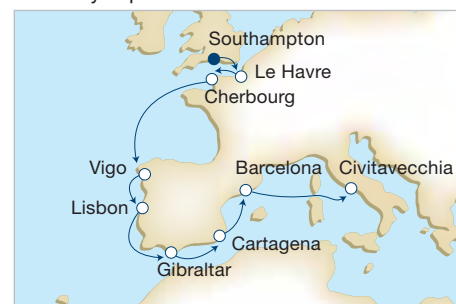 Southampton
Le Havre
Cherbourg
Vigo
Barcelona
Civitavecchia
Lisbon
Cartagena
Gibraltar